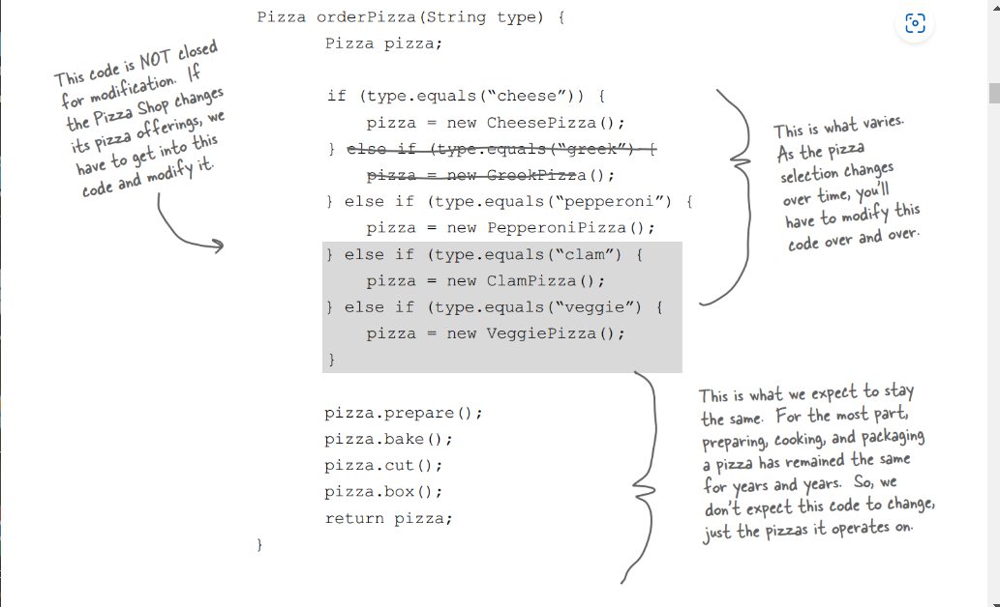 Pizza orderPizza(String type) {
Pizza pizza;
if (type.equals(“cheese”)) {
pizza = new CheesePizza();
} else if (type.equals(“greek”) {
pizza = new GreekPizza();
} else if (type.equals(“pepperoni”) {
pizza = new PepperoniPizza();
} else if (type.equals(“clam”) {
pizza = new ClamPizza();
} else if (type.equals(“veggie”) {
pizza = new VeggiePizza();
}
pizza.prepare();
pizza.bake();
pizza.cut();
pizza.box();
return pizza;
}
This code is NOT closed
for modification. If
the Pizza Shop changes
its pizza offerings, we
have to get into this
code and modify it.
This is what varies.
As the pizza
selection changes
over time, you'll
have to modify this
code over and over.
This is what we expect to stay
the same. For the most part,
preparing, cooking, and packaging
a pizza has remained the same
for years and years. So, we
don't expect this code to change,
just the pizzas it operates on.